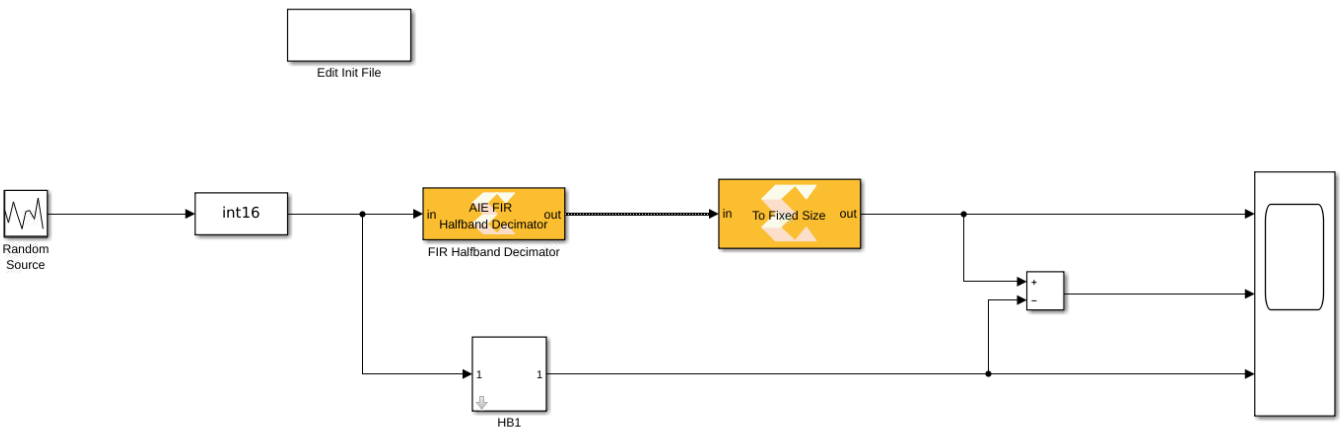 Edit Init File
Random
Source
int16
in
AIE FIR
Halfband Decimator
out
FIR Halfband Decimator
in
To Fixed Size
out
+
−
1
1
HB1